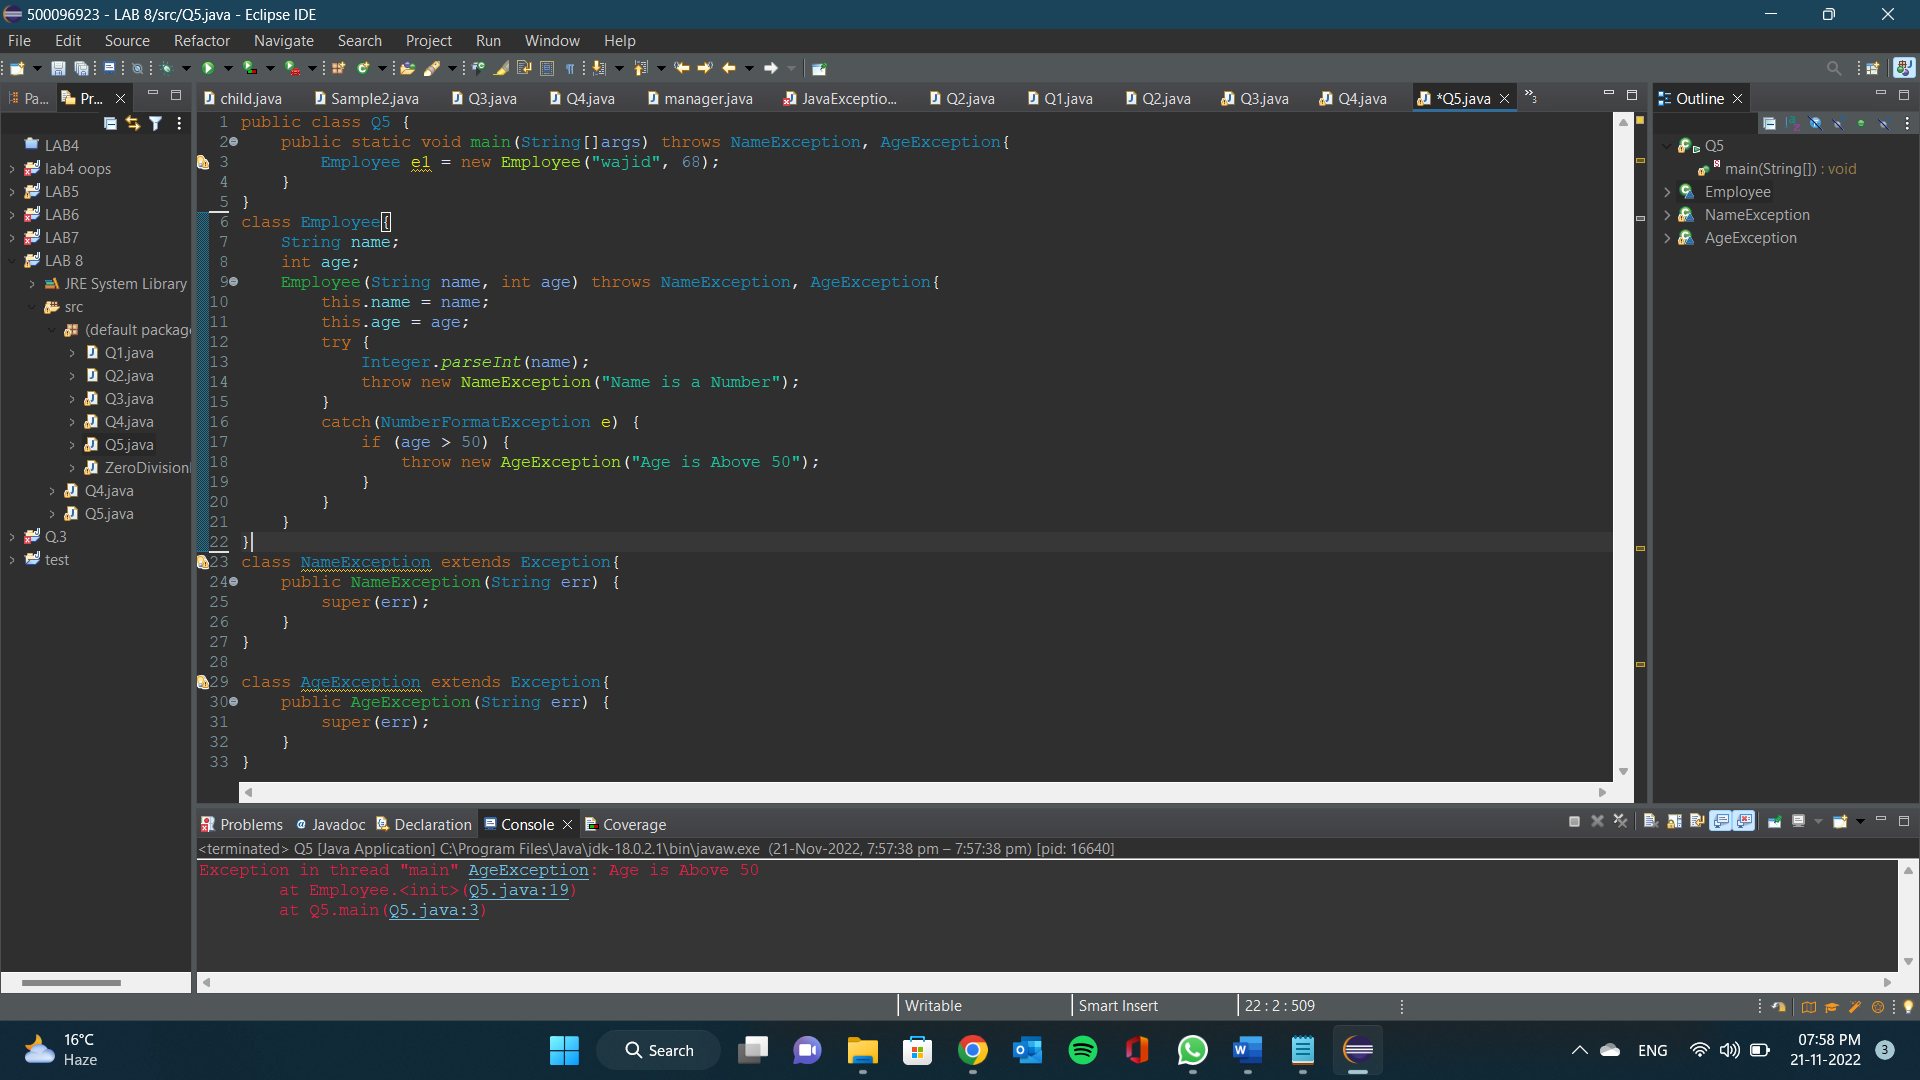 500096923 - LAB 8/src/Q5.java - Eclipse IDE
File Edit Source Refactor Navigate Search Project Run Window Help
Pa... Pr... child.java Sample2.java Q3.java Q4.java manager.java JavaExceptio... Q2.java Q1.java Q2.java Q3.java Q4.java *Q5.java »3 Outline
LAB4
lab4 oops
LAB5
LAB6
LAB7
LAB 8
JRE System Library
src
(default package
Q1.java
Q2.java
Q3.java
Q4.java
Q5.java
ZeroDivision
Q4.java
Q5.java
Q.3
test
1 public class Q5 {
2 public static void main(String[]args) throws NameException, AgeException{
3 Employee e1 = new Employee("wajid", 68);
4 }
5 }
6 class Employee{
7 String name;
8 int age;
9 Employee(String name, int age) throws NameException, AgeException{
10 this.name = name;
11 this.age = age;
12 try {
13 Integer.parseInt(name);
14 throw new NameException("Name is a Number");
15 }
16 catch(NumberFormatException e) {
17 if (age > 50) {
18 throw new AgeException("Age is Above 50");
19 }
20 }
21 }
22 }
23 class NameException extends Exception{
24 public NameException(String err) {
25 super(err);
26 }
27 }
28
29 class AgeException extends Exception{
30 public AgeException(String err) {
31 super(err);
32 }
33 }
Q5
main(String[]) : void
Employee
NameException
AgeException
Problems Javadoc Declaration Console Coverage
<terminated> Q5 [Java Application] C:\Program Files\Java\jdk-18.0.2.1\bin\javaw.exe (21-Nov-2022, 7:57:38 pm – 7:57:38 pm) [pid: 16640]
Exception in thread "main" AgeException: Age is Above 50
at Employee.<init>(Q5.java:19)
at Q5.main(Q5.java:3)
Writable Smart Insert 22 : 2 : 509
16°C
Haze
Search
ENG
07:58 PM
21-11-2022
3